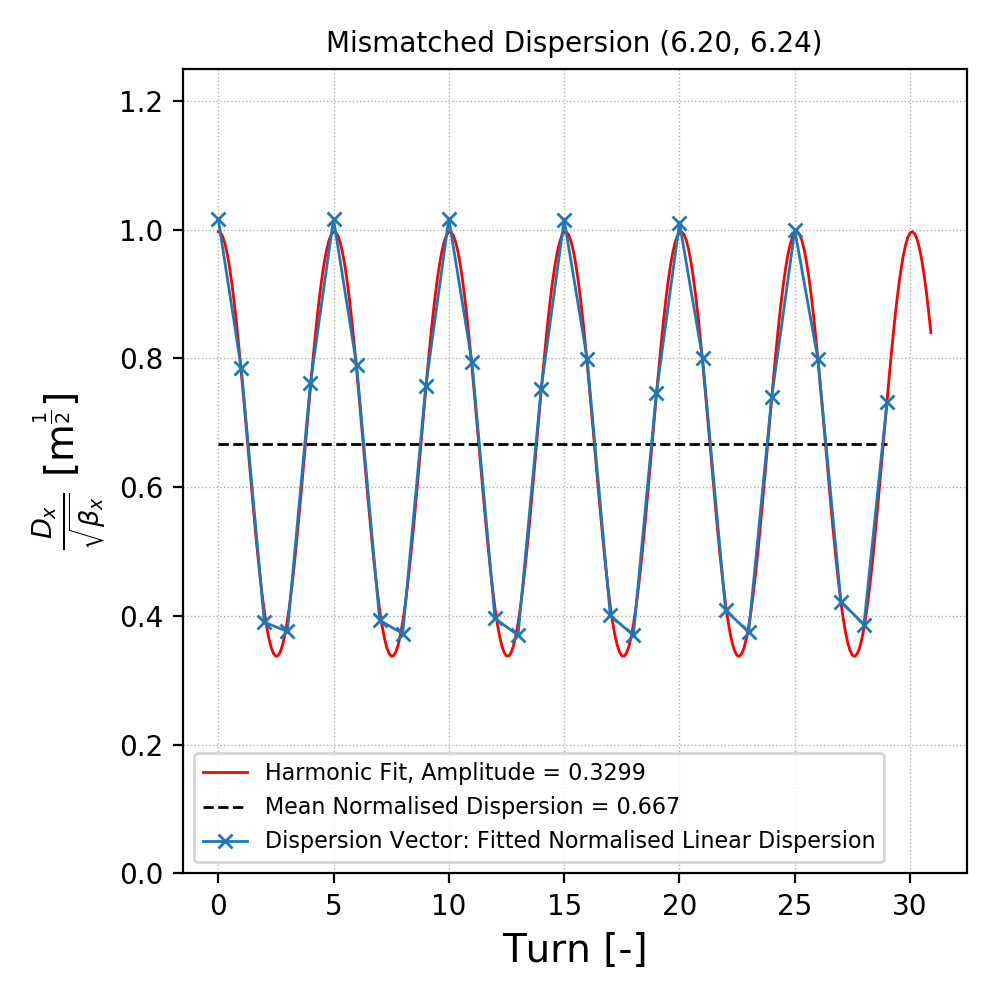 Mismatched Dispersion (6.20, 6.24)
1.2
1.0
0.8
0.6
0.4
0.2
0.0
D_x/√β_x [m^1/2]
Harmonic Fit, Amplitude = 0.3299
Mean Normalised Dispersion = 0.667
Dispersion Vector: Fitted Normalised Linear Dispersion
0 5 10 15 20 25 30
Turn [-]